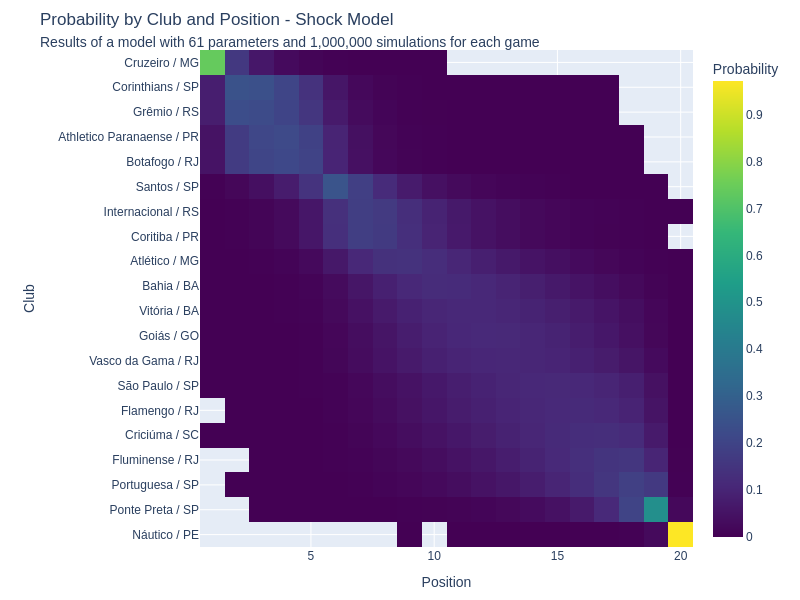 Probability by Club and Position - Shock Model
Results of a model with 61 parameters and 1,000,000 simulations for each game
Probability
Club
Cruzeiro / MG
Corinthians / SP
Grêmio / RS
Athletico Paranaense / PR
Botafogo / RJ
Santos / SP
Internacional / RS
Coritiba / PR
Atlético / MG
Bahia / BA
Vitória / BA
Goiás / GO
Vasco da Gama / RJ
São Paulo / SP
Flamengo / RJ
Criciúma / SC
Fluminense / RJ
Portuguesa / SP
Ponte Preta / SP
Náutico / PE
0.9
0.8
0.7
0.6
0.5
0.4
0.3
0.2
0.1
0
5 10 15 20
Position